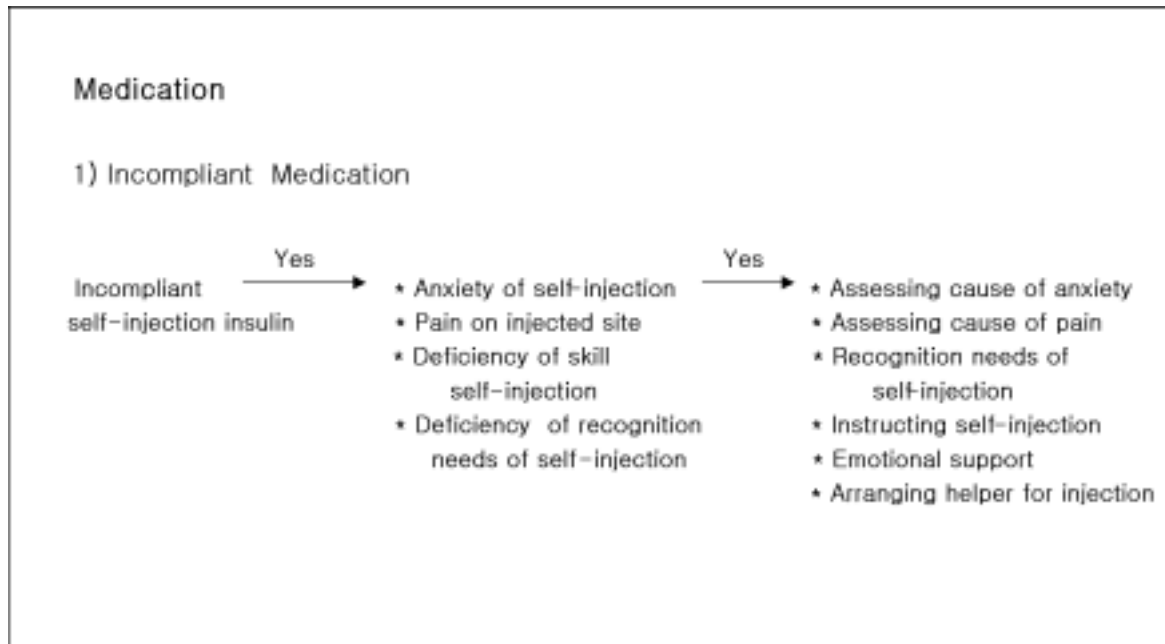 Medication
1) Incompliant Medication
Yes
Yes
Incompliant
self-injection insulin
* Anxiety of self-injection
* Pain on injected site
* Deficiency of skill
self-injection
* Deficiency of recognition
needs of self-injection
* Assessing cause of anxiety
* Assessing cause of pain
* Recognition needs of
self-injection
* Instructing self-injection
* Emotional support
* Arranging helper for injection